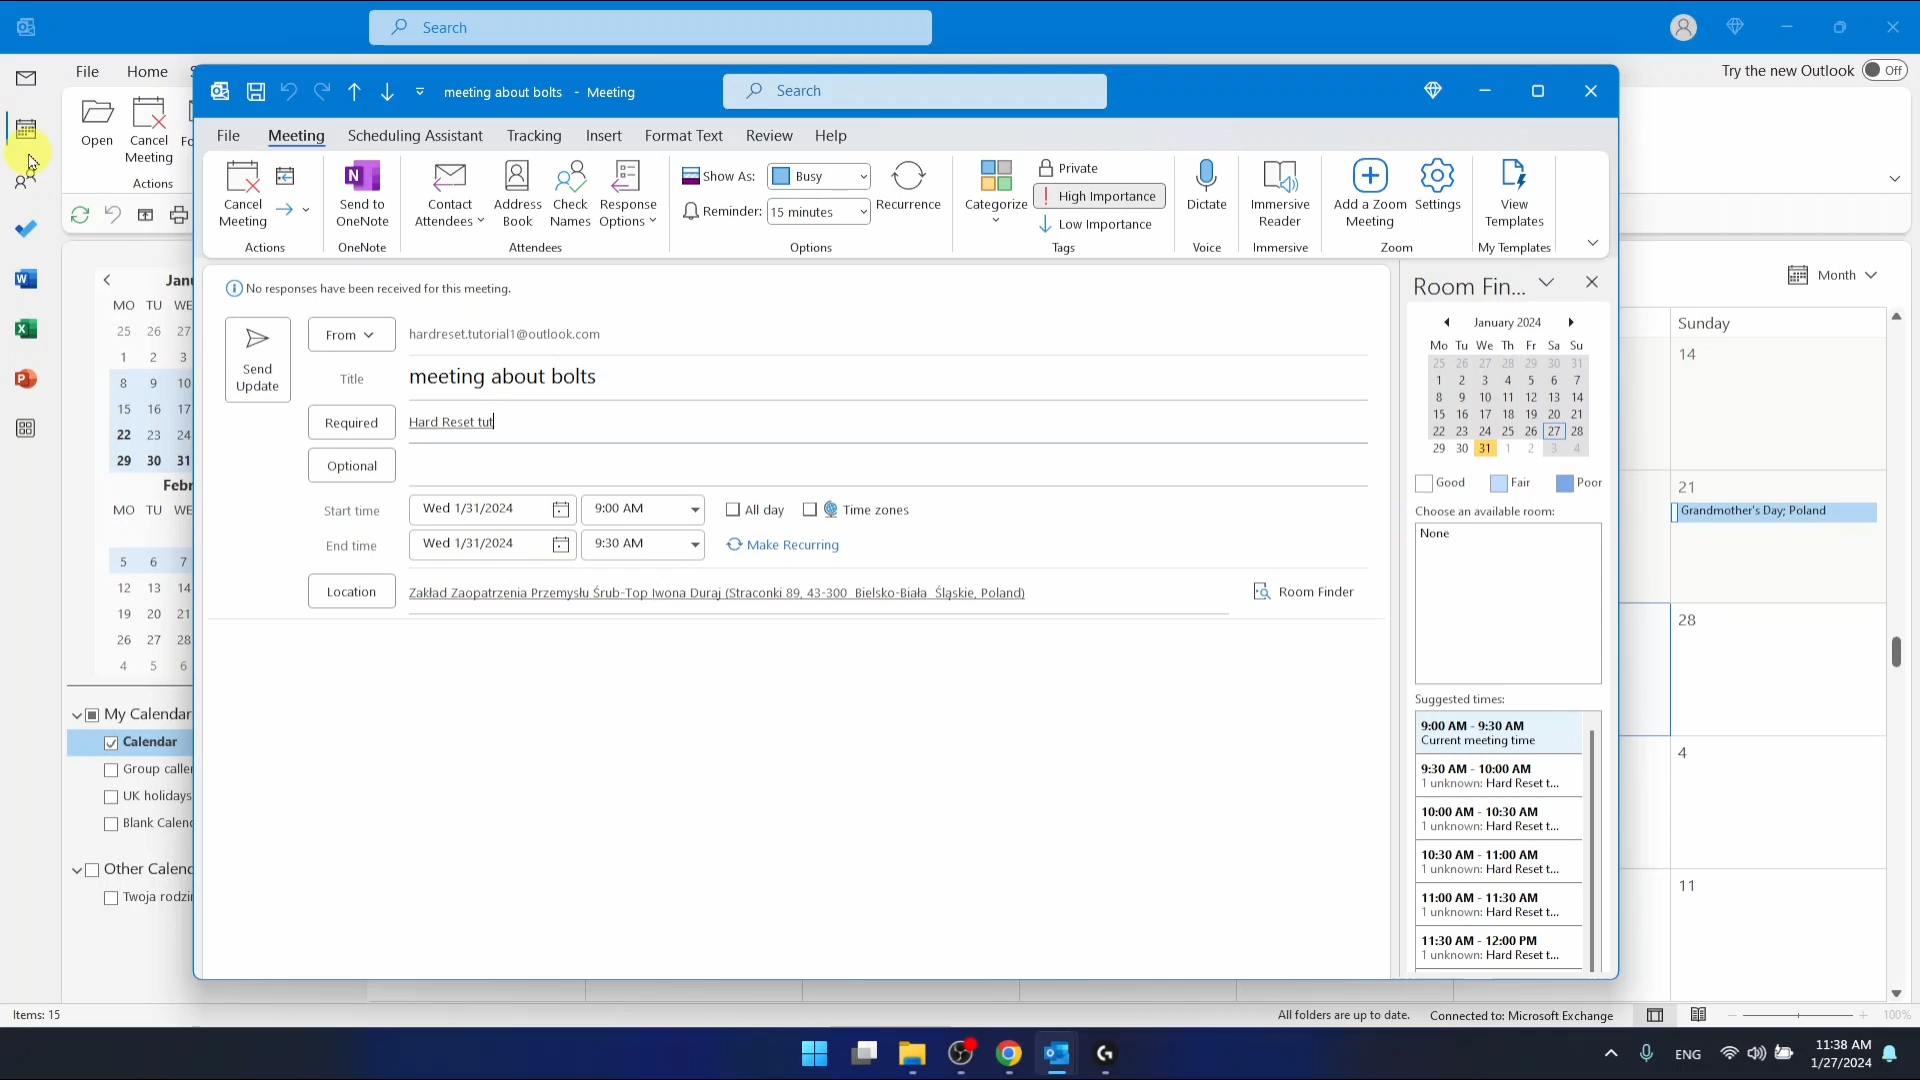 Search
Try the new Outlook
Off
File
Home
Open
Cancel
Meeting
Actions
meeting about bolts - Meeting
Search
File
Meeting
Scheduling Assistant
Tracking
Insert
Format Text
Review
Help
Cancel
Meeting
Actions
Send to
OneNote
OneNote
Contact
Attendees
Address
Book
Check
Names
Response
Options
Attendees
Show As:
Busy
Reminder:
15 minutes
Recurrence
Options
Categorize
Private
High Importance
Low Importance
Tags
Dictate
Voice
Immersive
Reader
Immersive
Add a Zoom
Meeting
Settings
Zoom
View
Templates
My Templates
No responses have been received for this meeting.
Send
Update
From
hardreset.tutorial1@outlook.com
Title
meeting about bolts
Required
Hard Reset tut
Optional
Start time
Wed 1/31/2024
9:00 AM
All day
Time zones
End time
Wed 1/31/2024
9:30 AM
Make Recurring
Location
Zakład Zaopatrzenia Przemysłu Śrub-Top Iwona Duraj (Straconki 89, 43-300 Bielsko-Biała Śląskie, Poland)
Room Finder
Room Fin...
January 2024
Mo Tu We Th Fr Sa Su
25 26 27 28 29 30 31
1 2 3 4 5 6 7
8 9 10 11 12 13 14
15 16 17 18 19 20 21
22 23 24 25 26 27 28
29 30 31 1 2 3 4
Good
Fair
Poor
Choose an available room:
None
Suggested times:
9:00 AM - 9:30 AM
Current meeting time
9:30 AM - 10:00 AM
1 unknown: Hard Reset t...
10:00 AM - 10:30 AM
1 unknown: Hard Reset t...
10:30 AM - 11:00 AM
1 unknown: Hard Reset t...
11:00 AM - 11:30 AM
1 unknown: Hard Reset t...
11:30 AM - 12:00 PM
1 unknown: Hard Reset t...
Janu
MO TU WE
25 26 27
1 2 3
8 9 10
15 16 17
22 23 24
29 30 31
Febr
MO TU WE
5 6 7
12 13 14
19 20 21
26 27 28
4 5 6
My Calendar
Calendar
Group caller
UK holidays
Blank Calend
Other Calend
Twoja rodzi
Month
Sunday
14
21
Grandmother's Day; Poland
28
4
11
Items: 15
All folders are up to date.
Connected to: Microsoft Exchange
100%
ENG
11:38 AM
1/27/2024